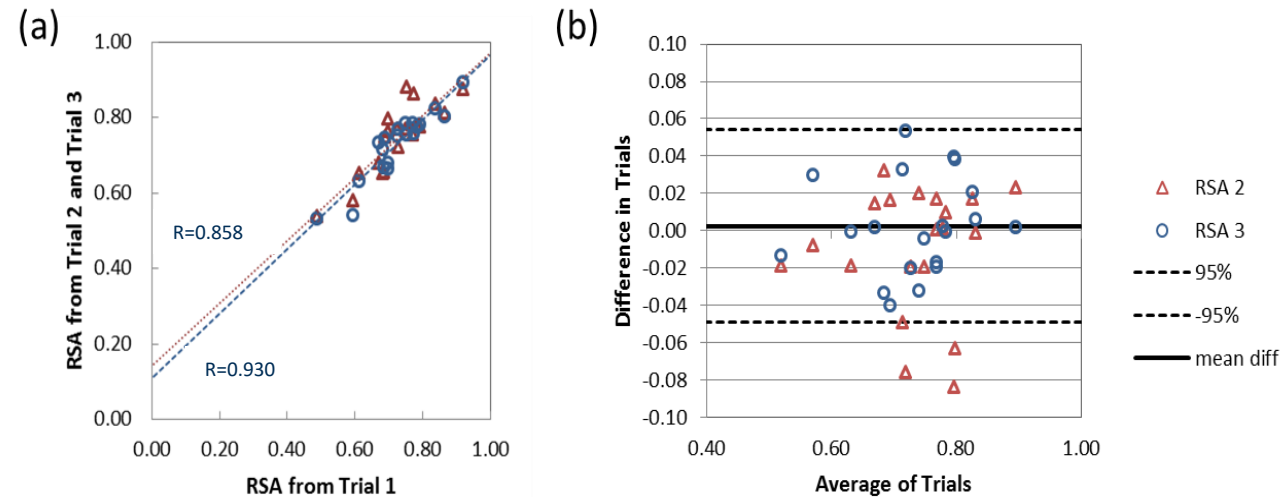 (a)
1.00
0.80
0.60
0.40
0.20
0.00
RSA from Trial 2 and Trial 3
R=0.858
R=0.930
0.00 0.20 0.40 0.60 0.80 1.00
RSA from Trial 1
(b)
0.10
0.08
0.06
0.04
0.02
0.00
-0.02
-0.04
-0.06
-0.08
-0.10
Difference in Trials
0.40 0.60 0.80 1.00
Average of Trials
RSA 2
RSA 3
95%
-95%
mean diff